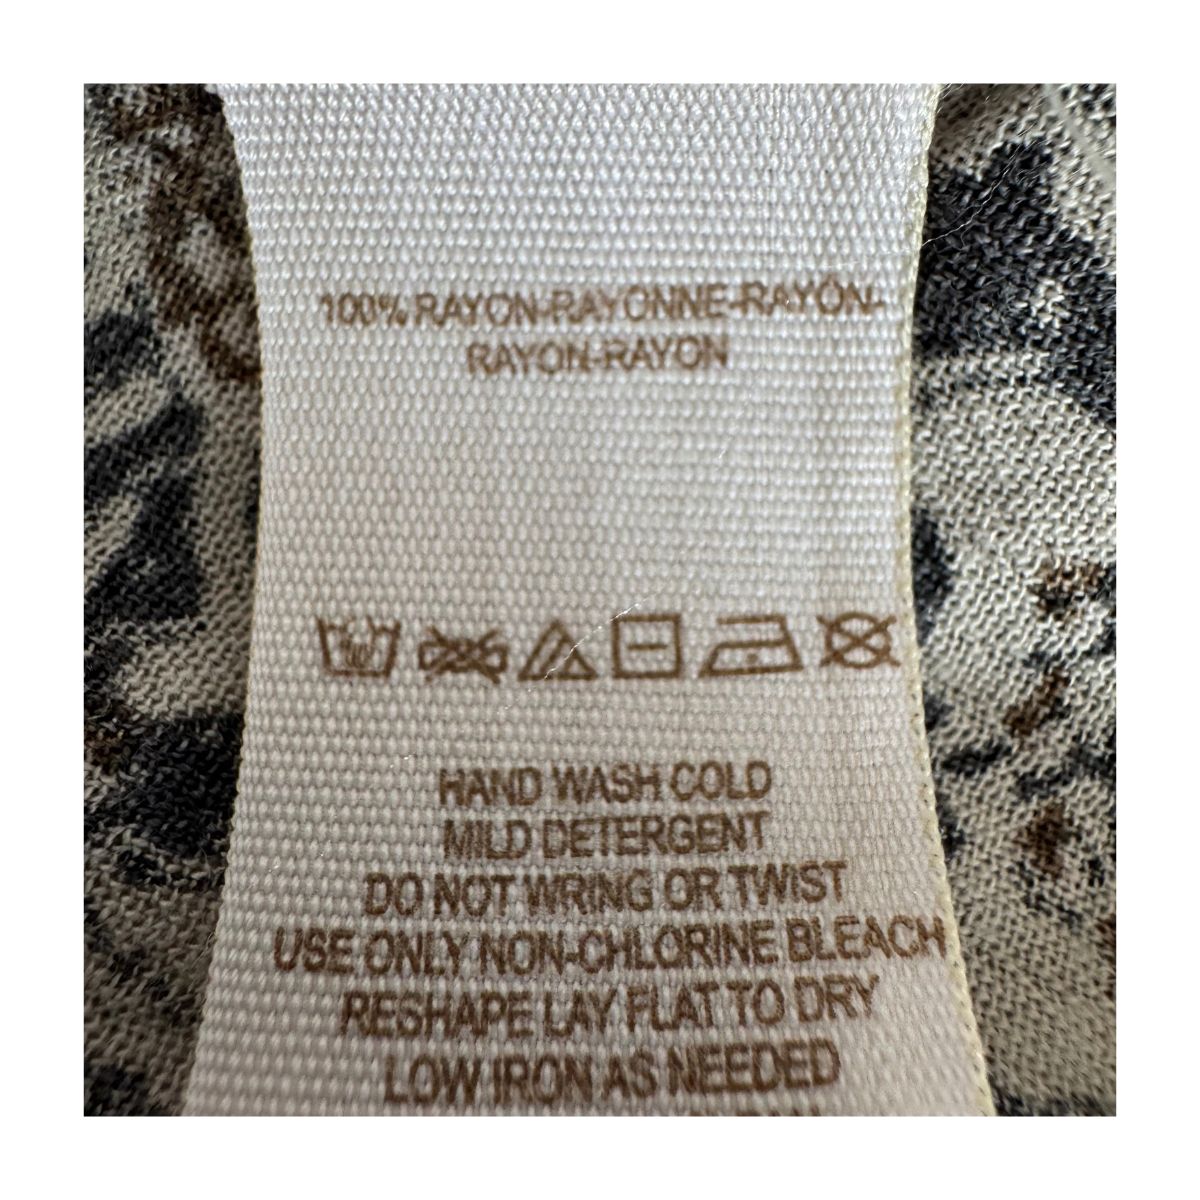 100% RAYON-RAYONNE-RAYÓN-
RAYON-RAYON
HAND WASH COLD
MILD DETERGENT
DO NOT WRING OR TWIST
USE ONLY NON-CHLORINE BLEACH
RESHAPE LAY FLAT TO DRY
LOW IRON AS NEEDED